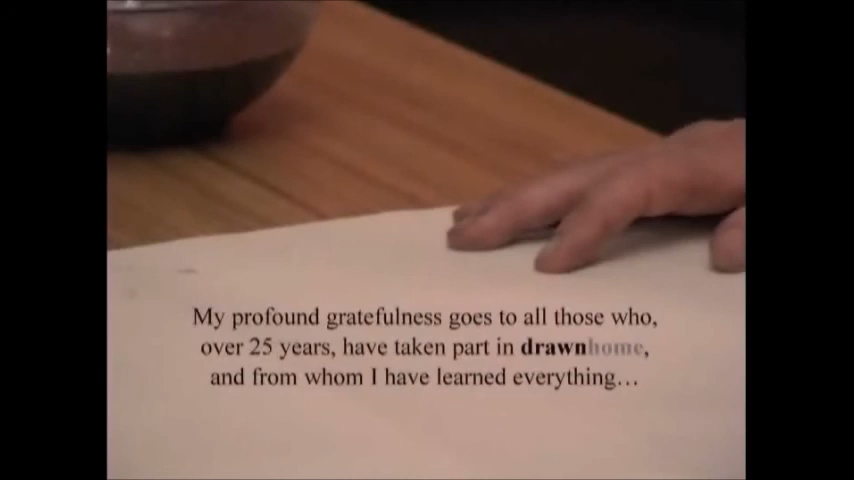 My profound gratefulness goes to all those who,
over 25 years, have taken part in drawnhome,
and from whom I have learned everything…